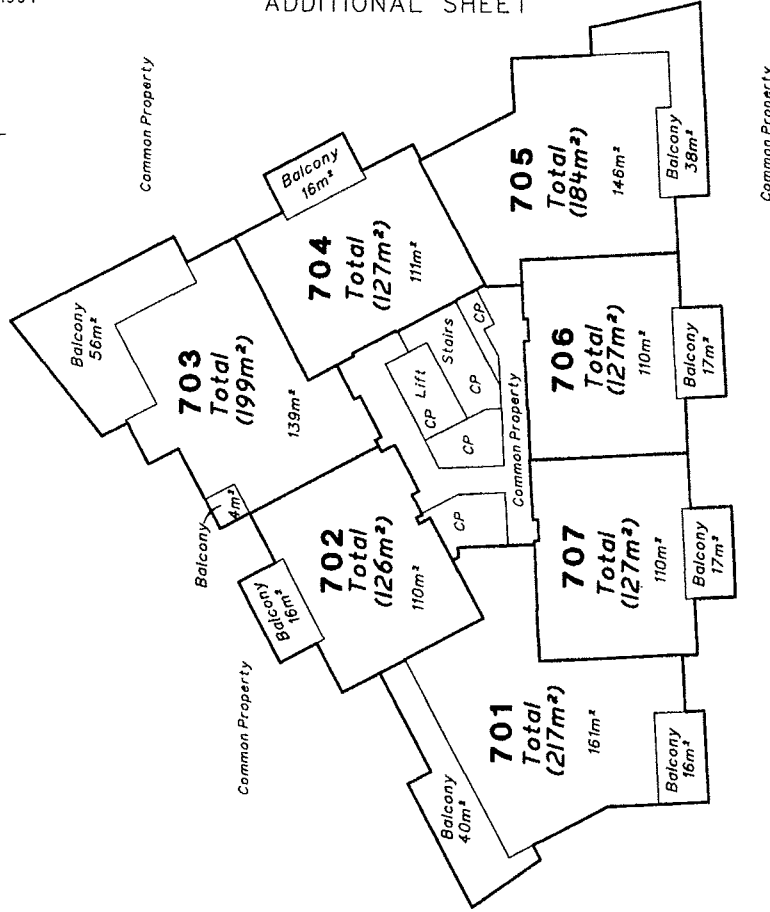 ADDITIONAL SHEET
Common Property
Balcony
16m²
Balcony
56m²
703
Total
(199m²)
139m²
704
Total
(127m²)
111m²
705
Total
(184m²)
146m²
Balcony
38m²
Common Property
Balcony
4m²
Balcony
16m²
702
Total
(126m²)
110m²
CP
Lift
Stairs
CP
CP
CP
CP
Common Property
706
Total
(127m²)
110m²
Balcony
17m²
707
Total
(127m²)
110m²
Balcony
17m²
Common Property
701
Total
(217m²)
161m²
Balcony
40m²
Balcony
16m²